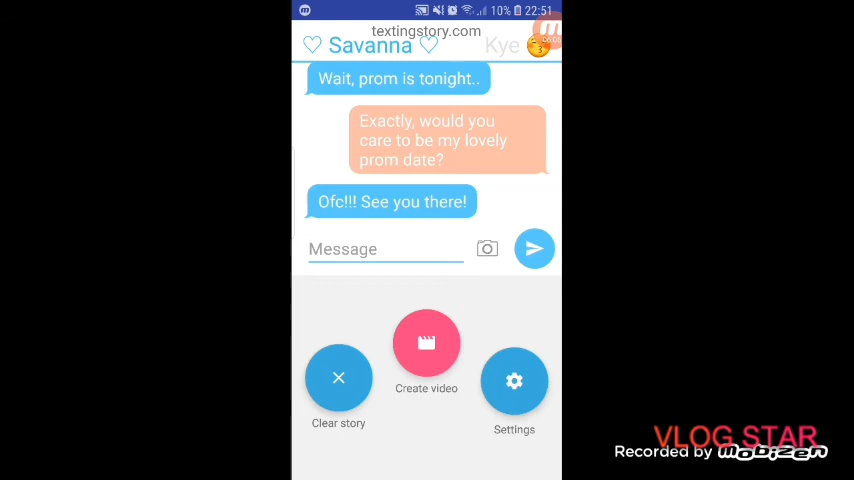 10% 22:51
textingstory.com
♡ Savanna ♡ Kye
Wait, prom is tonight..
Exactly, would you
care to be my lovely
prom date?
Ofc!!! See you there!
Message
Create video
Clear story
Settings
VLOG STAR
Recorded by mobizen